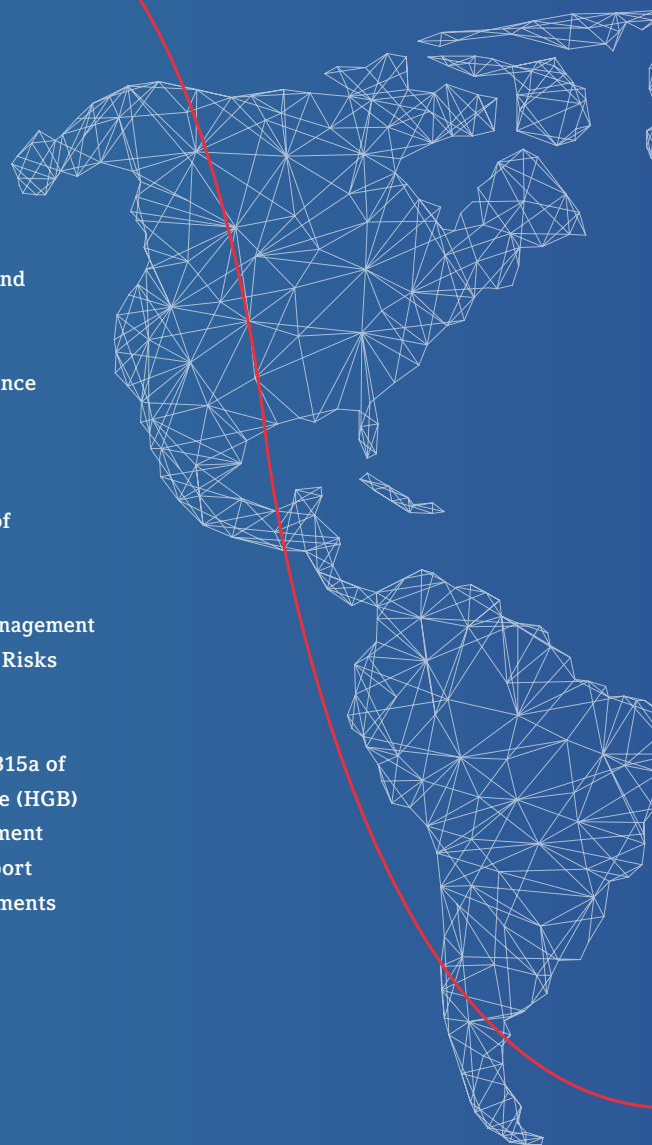 nd
nce
of
nagement
Risks
315a of
e (HGB)
ment
port
ments